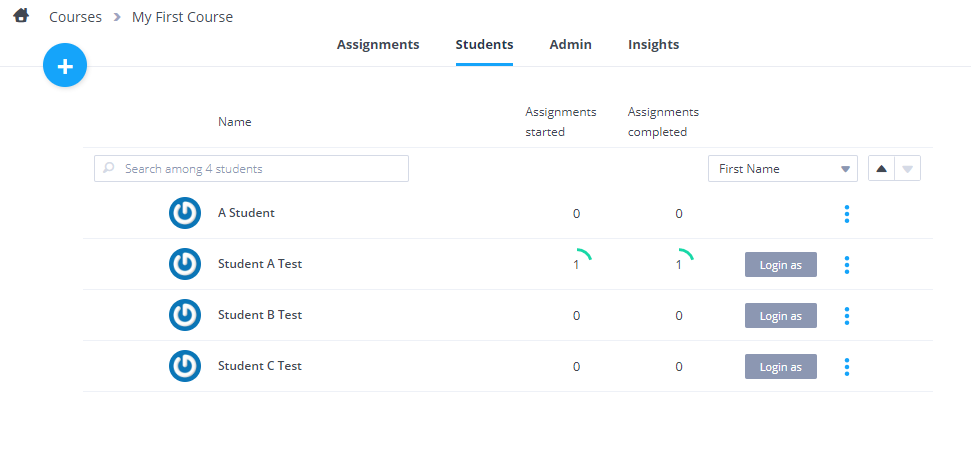 Courses > My First Course
Assignments Students Admin Insights
+
Name
Assignments started
Assignments completed
Search among 4 students
First Name
A Student 0 0
Student A Test 1 1 Login as
Student B Test 0 0 Login as
Student C Test 0 0 Login as